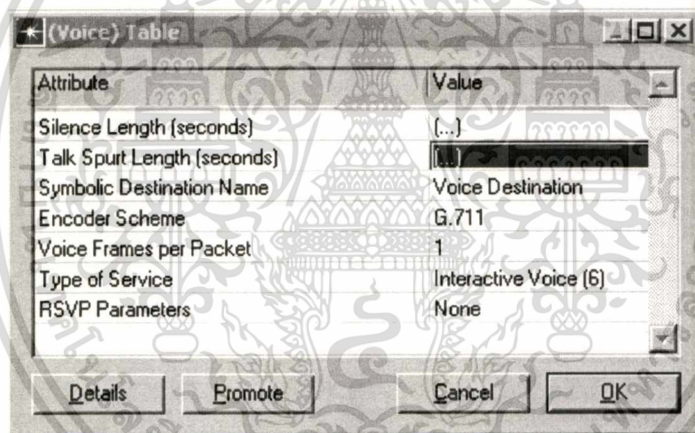 (Voice) Table
Attribute Value
Silence Length (seconds) (...)
Talk Spurt Length (seconds) (...)
Symbolic Destination Name Voice Destination
Encoder Scheme G.711
Voice Frames per Packet 1
Type of Service Interactive Voice (6)
RSVP Parameters None
Details Promote Cancel OK